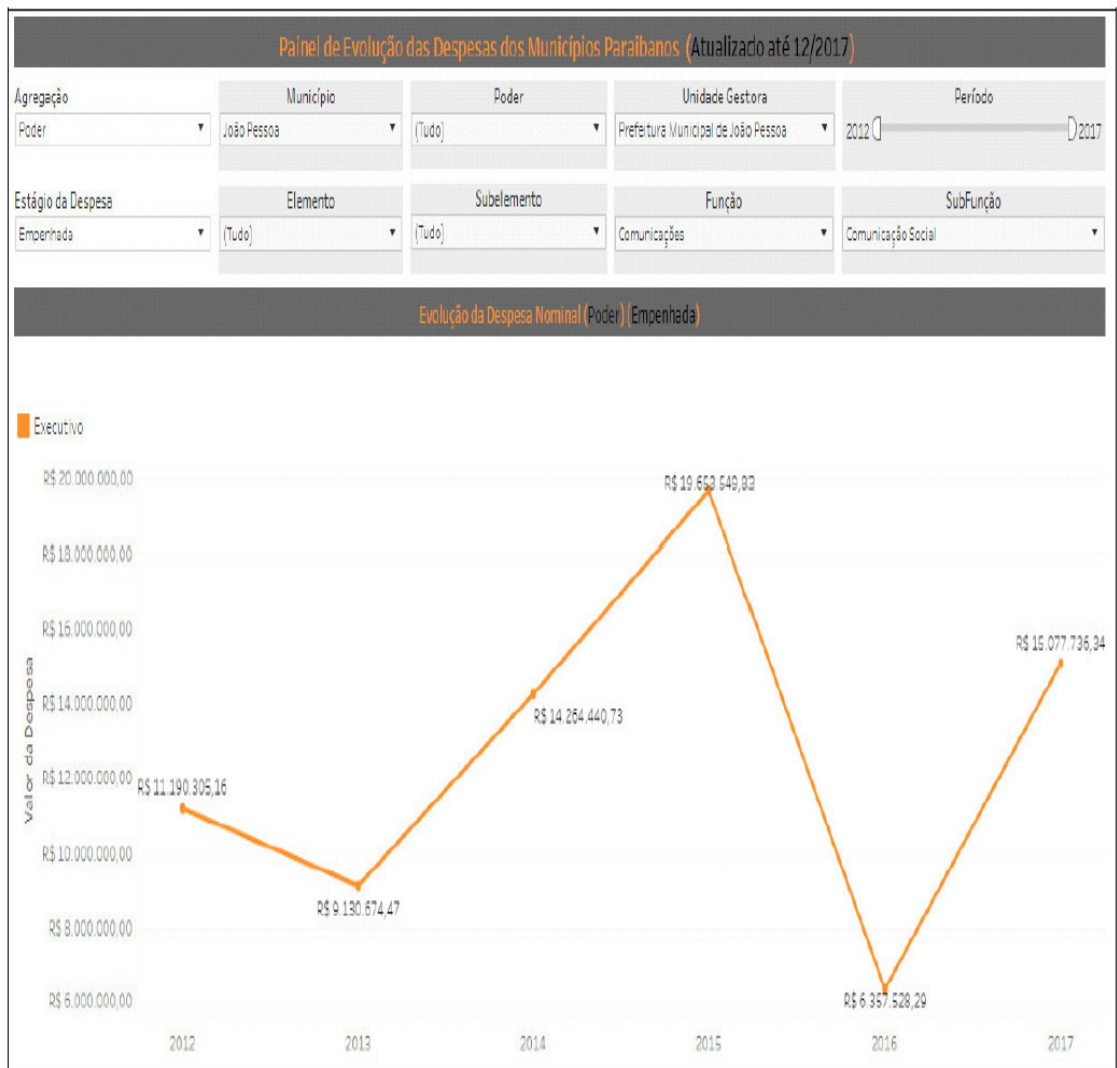 Painel de Evolução das Despesas dos Municípios Paraibanos (Atualizado até 12/2017)
Agregação Município Poder Unidade Gestora Período
Poder João Pessoa (Tudo) Prefeitura Municipal de João Pessoa 2012 2017
Estágio da Despesa Elemento Subelemento Função SubFunção
Empenhada (Tudo) (Tudo) Comunicações Comunicação Social
Evolução da Despesa Nominal (Poder) (Empenhada)
Executivo
R$ 20.000.000,00
R$ 19.653.549,83
R$ 18.000.000,00
R$ 16.000.000,00
R$ 15.077.736,34
R$ 14.000.000,00
R$ 14.264.440,73
R$ 12.000.000,00
R$ 11.190.305,16
R$ 10.000.000,00
R$ 9.130.674,47
R$ 8.000.000,00
R$ 6.000.000,00
R$ 6.357.528,29
Valor da Despesa
2012 2013 2014 2015 2016 2017